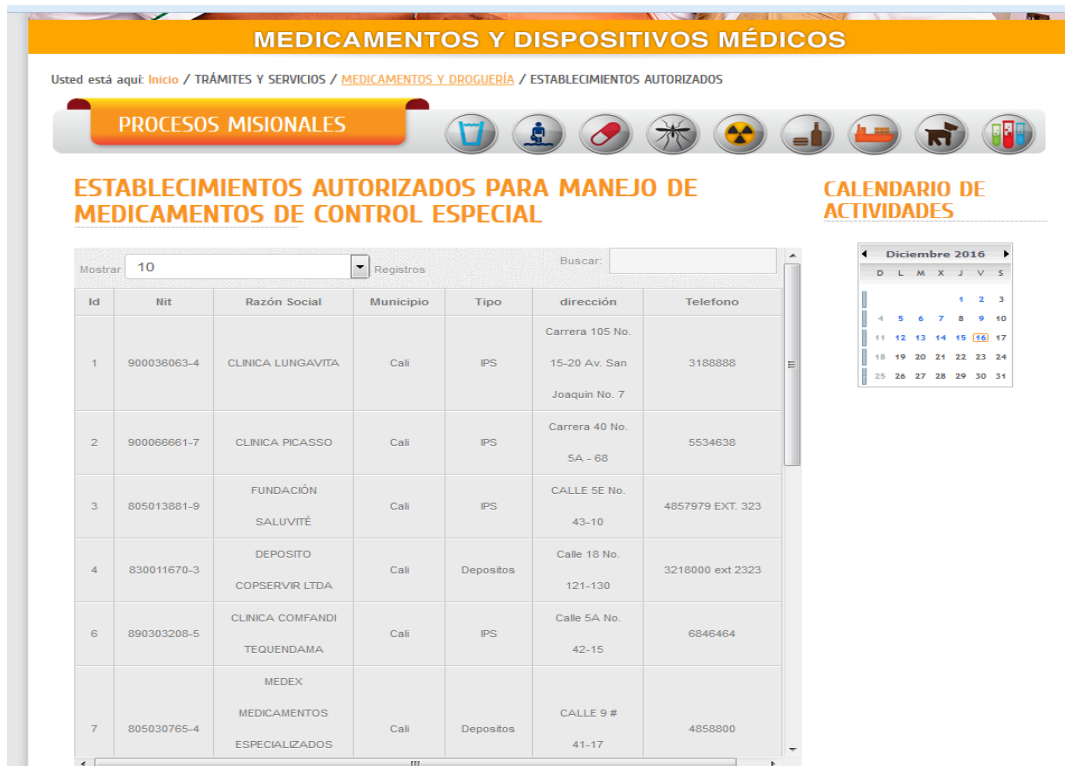 MEDICAMENTOS Y DISPOSITIVOS MÉDICOS
Usted está aquí: Inicio / TRÁMITES Y SERVICIOS / MEDICAMENTOS Y DROGUERÍA / ESTABLECIMIENTOS AUTORIZADOS
PROCESOS MISIONALES
ESTABLECIMIENTOS AUTORIZADOS PARA MANEJO DE
MEDICAMENTOS DE CONTROL ESPECIAL
Mostrar 10 Registros Buscar:
Id Nit Razón Social Municipio Tipo dirección Telefono
1 900036063-4 CLINICA LUNGAVITA Cali IPS Carrera 105 No.
15-20 Av. San
Joaquin No. 7
3188888
2 900066661-7 CLINICA PICASSO Cali IPS Carrera 40 No.
5A - 68
5534638
3 805013881-9 FUNDACIÓN
SALUVITÉ
Cali IPS CALLE 5E No.
43-10
4857979 EXT. 323
4 830011670-3 DEPOSITO
COPSERVIR LTDA
Cali Depositos Calle 18 No.
121-130
3218000 ext 2323
6 890303208-5 CLINICA COMFANDI
TEQUENDAMA
Cali IPS Calle 5A No.
42-15
6846464
7 805030765-4 MEDEX
MEDICAMENTOS
ESPECIALIZADOS
Cali Depositos CALLE 9 #
41-17
4858800
CALENDARIO DE
ACTIVIDADES
Diciembre 2016
D L M X J V S
1 2 3
4 5 6 7 8 9 10
11 12 13 14 15 16 17
18 19 20 21 22 23 24
25 26 27 28 29 30 31